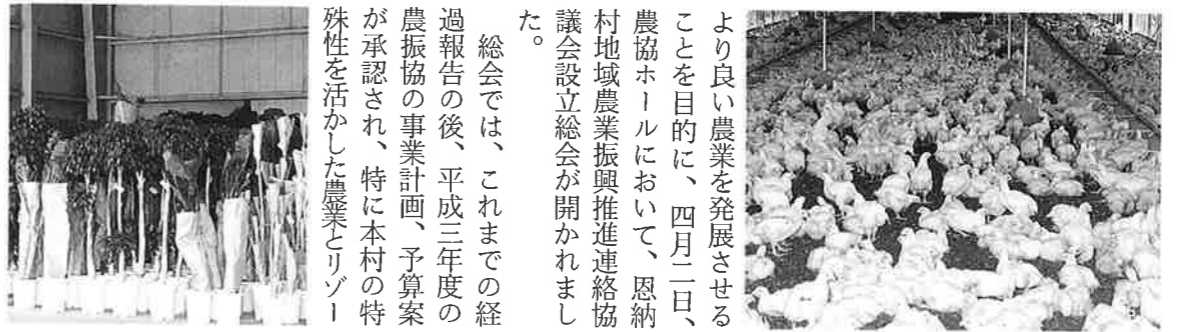 より良い農業を発展させる
ことを目的に、四月二日、
農協ホールにおいて、恩納
村地域農業振興推進連絡協
議会設立総会が開かれまし
た。
総会では、これまでの経
過報告の後、平成三年度の
農振協の事業計画、予算案
が承認され、特に本村の特
殊性を活かした農業とリゾー